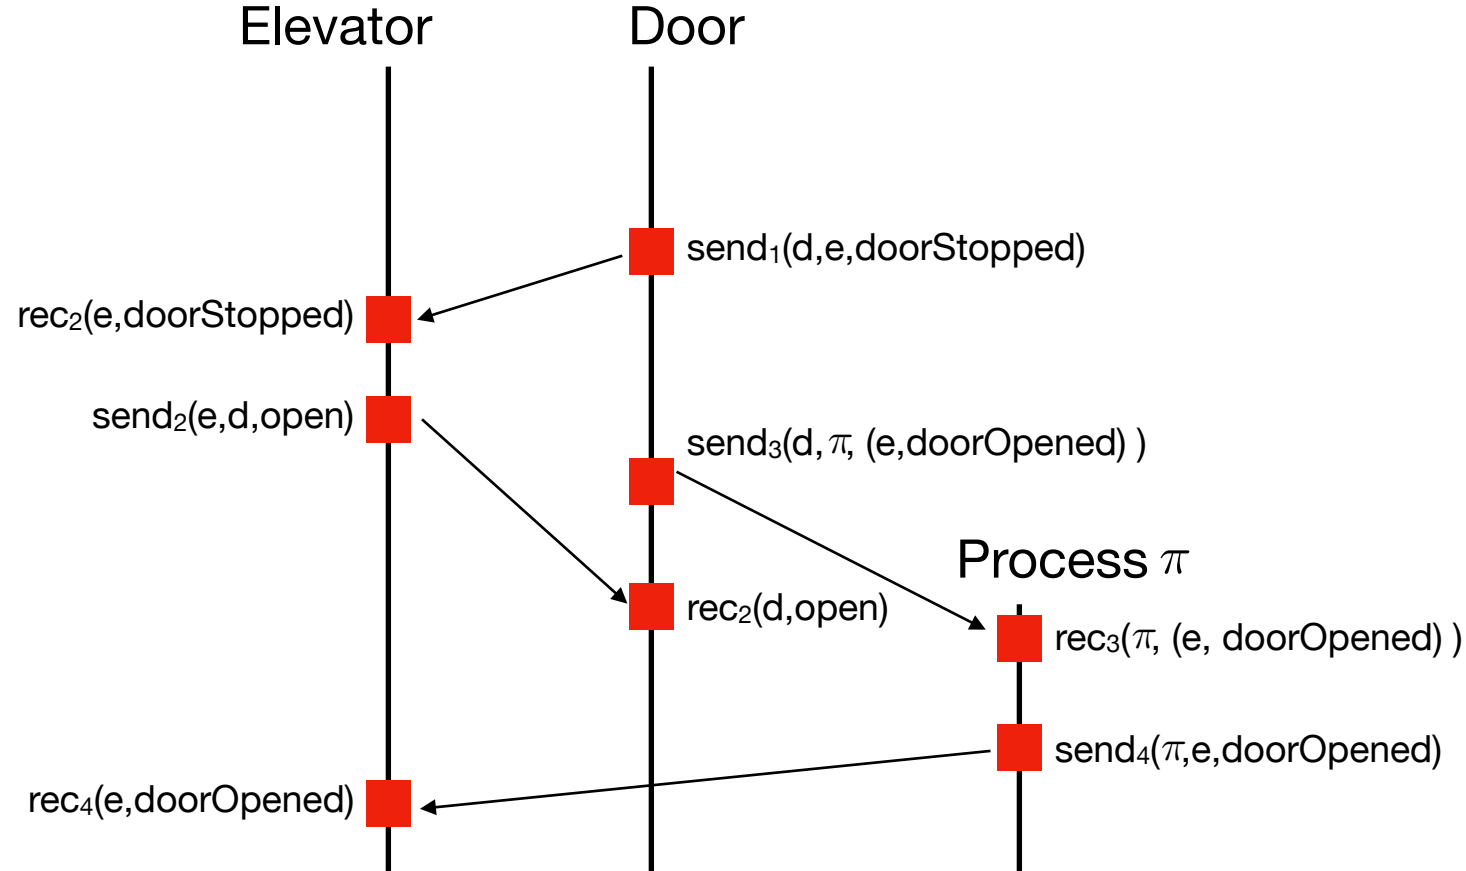 Elevator
Door
send₁(d,e,doorStopped)
rec₂(e,doorStopped)
send₂(e,d,open)
send₃(d,π, (e,doorOpened) )
Process π
rec₂(d,open)
rec₃(π, (e, doorOpened) )
send₄(π,e,doorOpened)
rec₄(e,doorOpened)